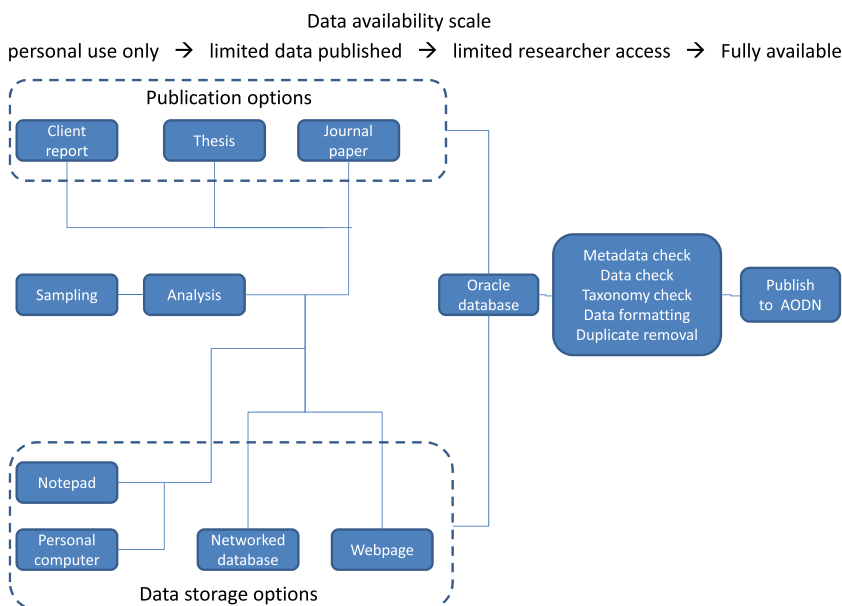 Data availability scale
personal use only → limited data published → limited researcher access → Fully available
Publication options
Client
report
Thesis
Journal
paper
Sampling
Analysis
Oracle
database
Metadata check
Data check
Taxonomy check
Data formatting
Duplicate removal
Publish
to AODN
Notepad
Personal
computer
Networked
database
Webpage
Data storage options